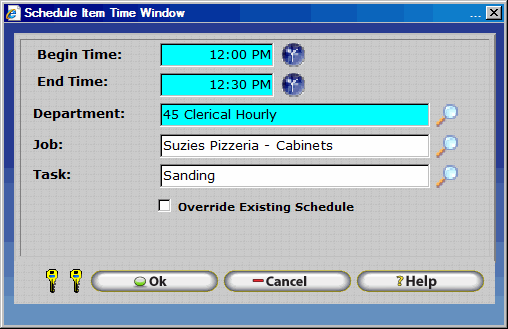 Schedule Item Time Window
Begin Time: 12:00 PM
End Time: 12:30 PM
Department: 45 Clerical Hourly
Job: Suzies Pizzeria - Cabinets
Task: Sanding
Override Existing Schedule
Ok Cancel ? Help